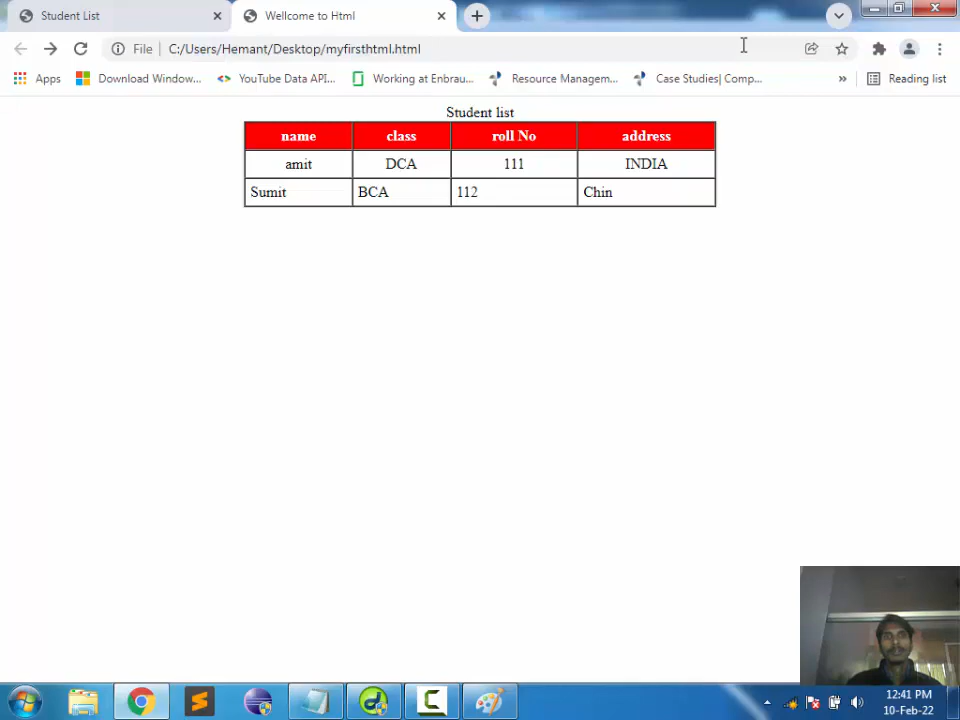 Student List
Wellcome to Html
File C:/Users/Hemant/Desktop/myfirsthtml.html
Apps Download Window... YouTube Data API... Working at Enbrau... Resource Managem... Case Studies| Comp... » Reading list
Student list
name class roll No address
amit DCA 111 INDIA
Sumit BCA 112 Chin
12:41 PM
10-Feb-22